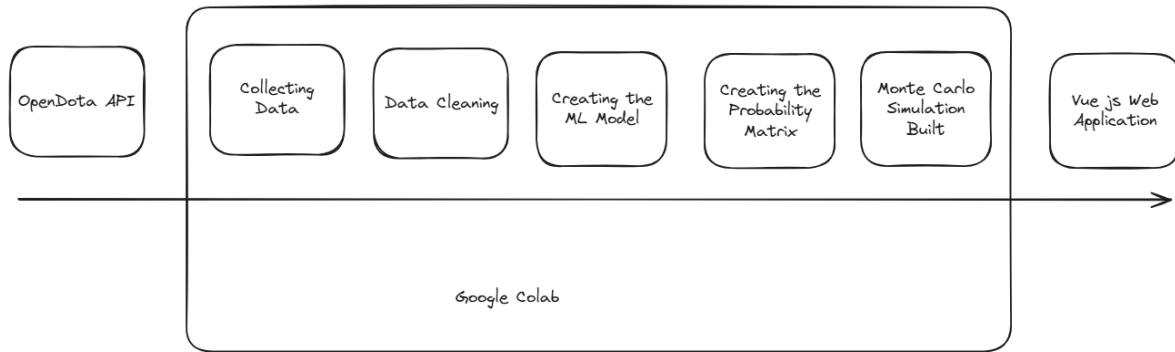 OpenDota API
Collecting
Data
Data Cleaning
Creating the
ML Model
Creating the
Probability
Matrix
Monte Carlo
Simulation
Built
Vue js Web
Application
Google Colab